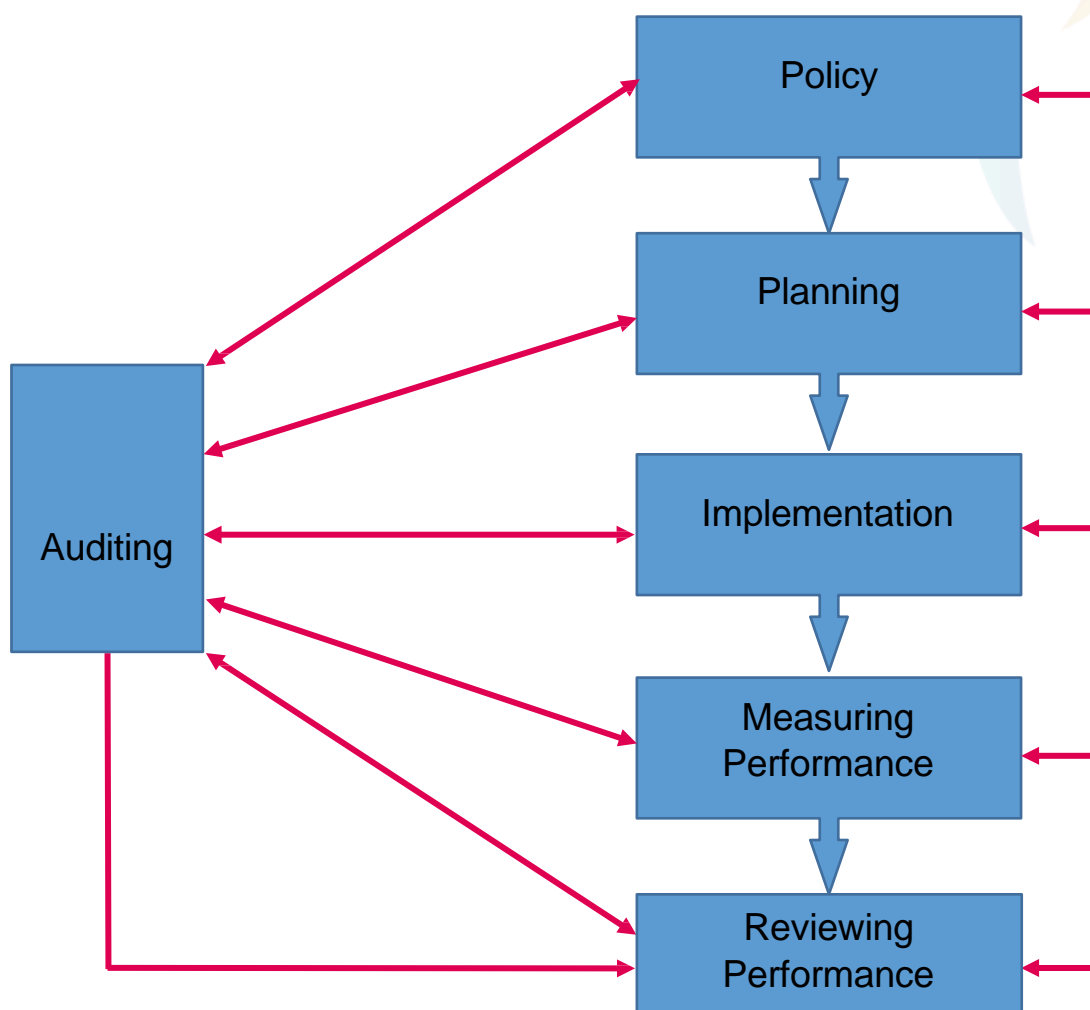 Policy
Planning
Implementation
Auditing
Measuring
Performance
Reviewing
Performance